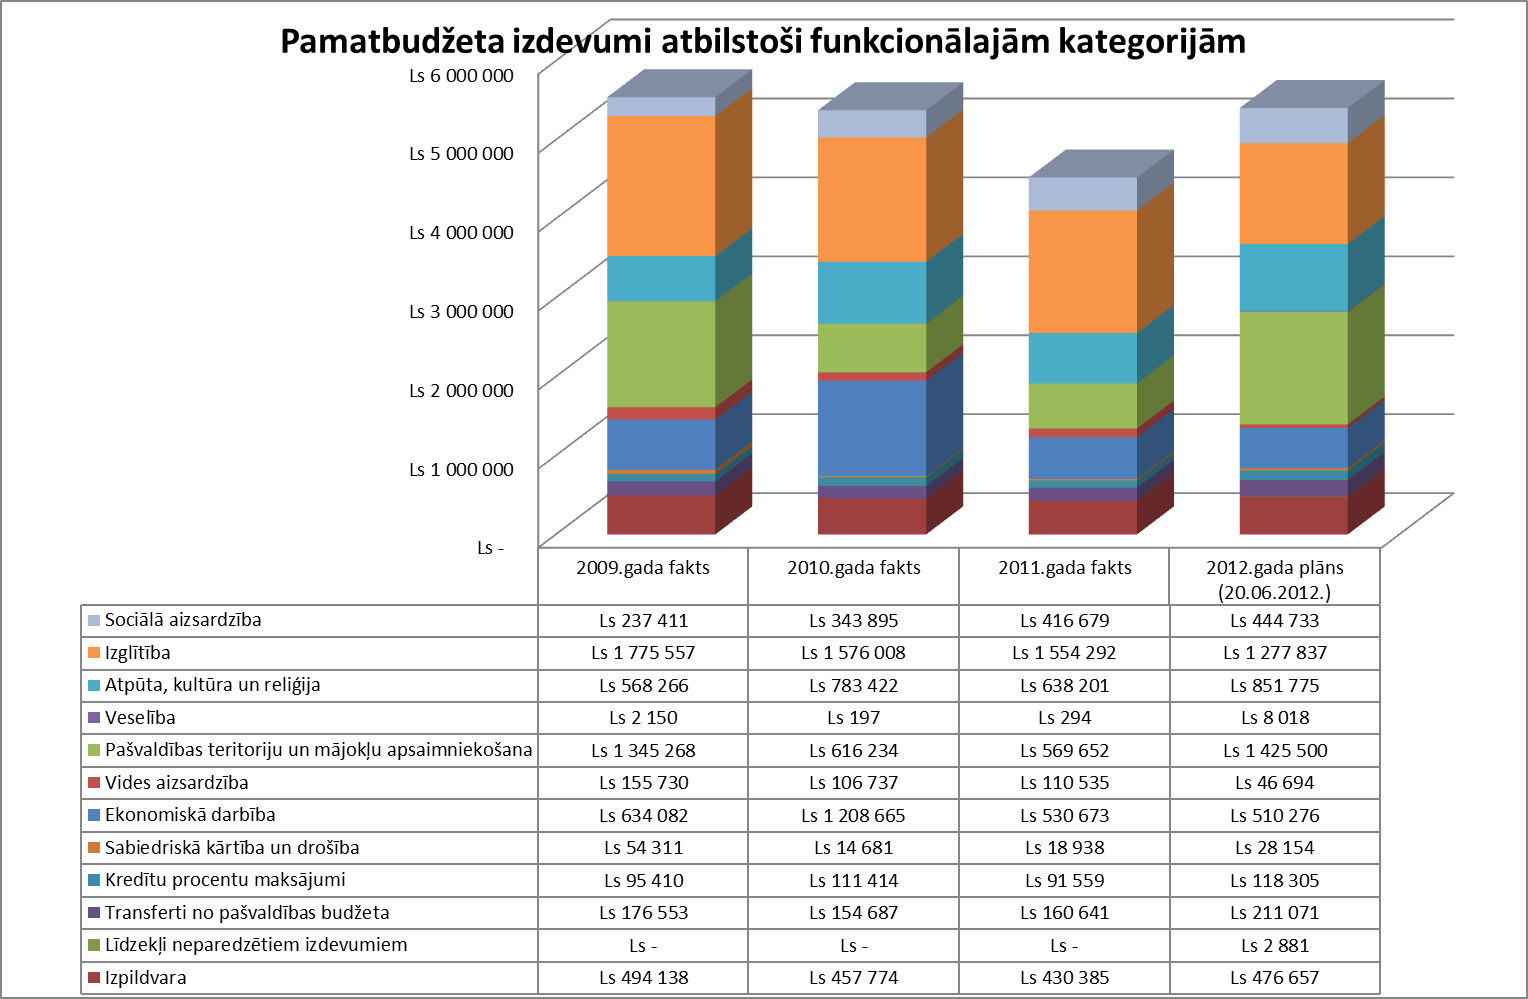 Pamatbudžeta izdevumi atbilstoši funkcionālajām kategorijām
Ls 6 000 000
Ls 5 000 000
Ls 4 000 000
Ls 3 000 000
Ls 2 000 000
Ls 1 000 000
Ls -
2009.gada fakts 2010.gada fakts 2011.gada fakts 2012.gada plāns
(20.06.2012.)
Sociālā aizsardzība Ls 237 411 Ls 343 895 Ls 416 679 Ls 444 733
Izglītība Ls 1 775 557 Ls 1 576 008 Ls 1 554 292 Ls 1 277 837
Atpūta, kultūra un reliģija Ls 568 266 Ls 783 422 Ls 638 201 Ls 851 775
Veselība Ls 2 150 Ls 197 Ls 294 Ls 8 018
Pašvaldības teritoriju un mājokļu apsaimniekošana Ls 1 345 268 Ls 616 234 Ls 569 652 Ls 1 425 500
Vides aizsardzība Ls 155 730 Ls 106 737 Ls 110 535 Ls 46 694
Ekonomiskā darbība Ls 634 082 Ls 1 208 665 Ls 530 673 Ls 510 276
Sabiedriskā kārtība un drošība Ls 54 311 Ls 14 681 Ls 18 938 Ls 28 154
Kredītu procentu maksājumi Ls 95 410 Ls 111 414 Ls 91 559 Ls 118 305
Transferti no pašvaldības budžeta Ls 176 553 Ls 154 687 Ls 160 641 Ls 211 071
Līdzekļi neparedzētiem izdevumiem Ls - Ls - Ls - Ls 2 881
Izpildvara Ls 494 138 Ls 457 774 Ls 430 385 Ls 476 657